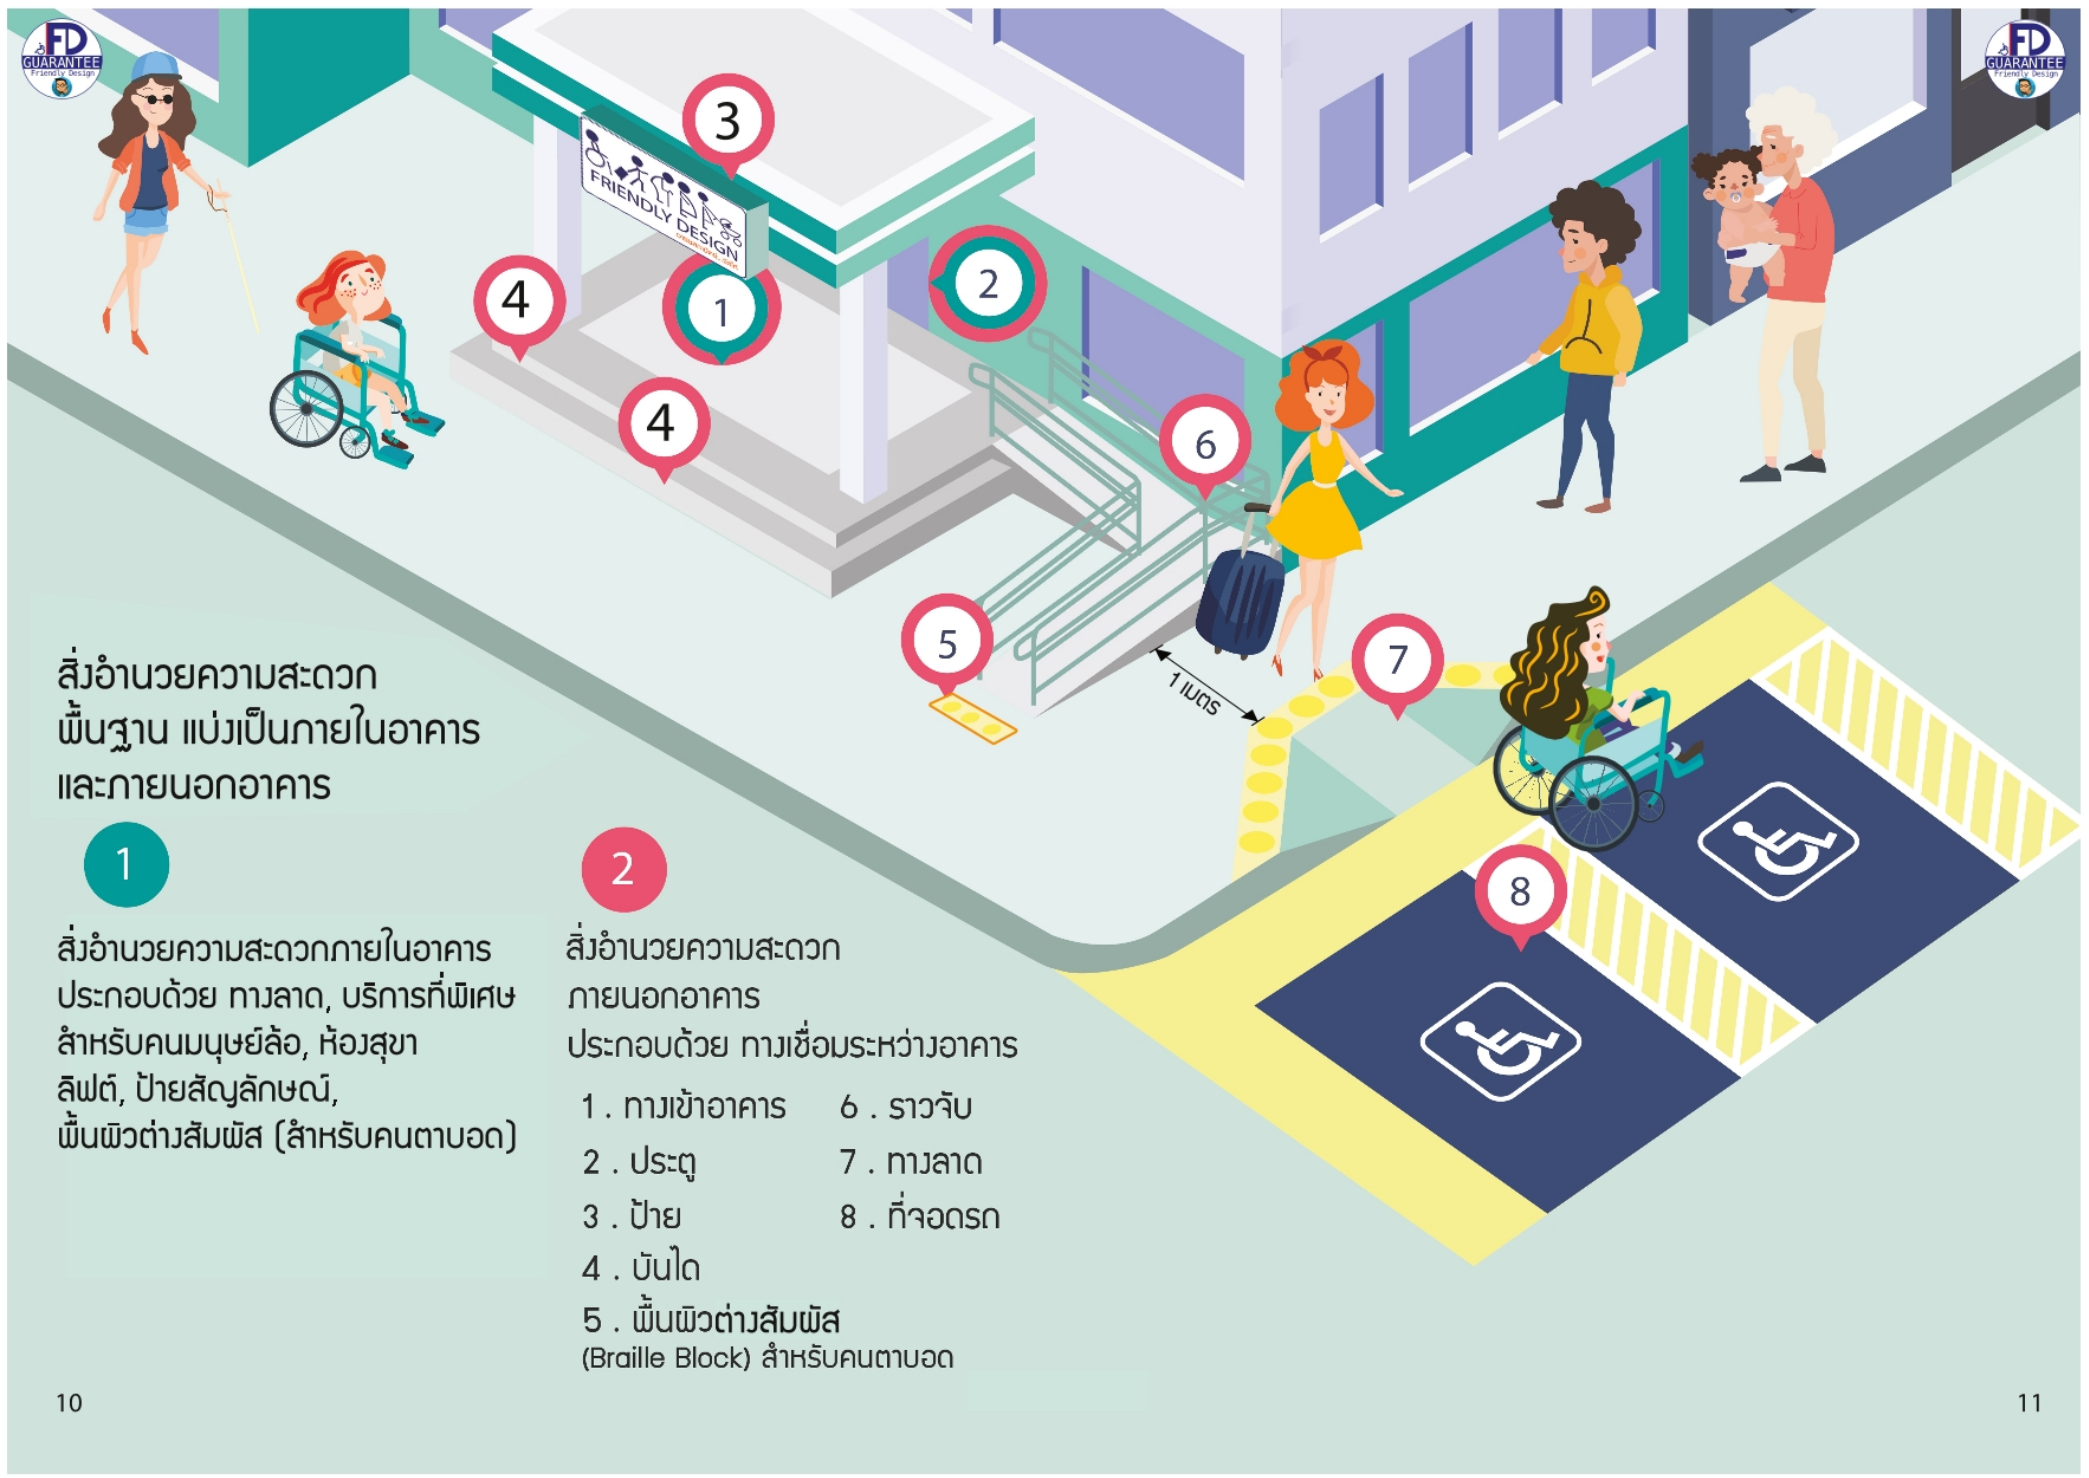 FD
GUARANTEE
Friendly Design
FD
GUARANTEE
Friendly Design
3
FRIENDLY DESIGN
2
4
1
4
6
5
7
1 เมตร
8
สิ่งอำนวยความสะดวก
พื้นฐาน แบ่งเป็นภายในอาคาร
และภายนอกอาคาร
1
สิ่งอำนวยความสะดวกภายในอาคาร
ประกอบด้วย ทางลาด, บริการที่พิเศษ
สำหรับคนมนุษย์ล้อ, ห้องสุขา
ลิฟต์, ป้ายสัญลักษณ์,
พื้นผิวต่างสัมผัส (สำหรับคนตาบอด)
2
สิ่งอำนวยความสะดวก
ภายนอกอาคาร
ประกอบด้วย ทางเชื่อมระหว่างอาคาร
1 . ทางเข้าอาคาร
2 . ประตู
3 . ป้าย
4 . บันได
5 . พื้นผิวต่างสัมผัส
(Braille Block) สำหรับคนตาบอด
6 . ราวจับ
7 . ทางลาด
8 . ที่จอดรถ
10
11